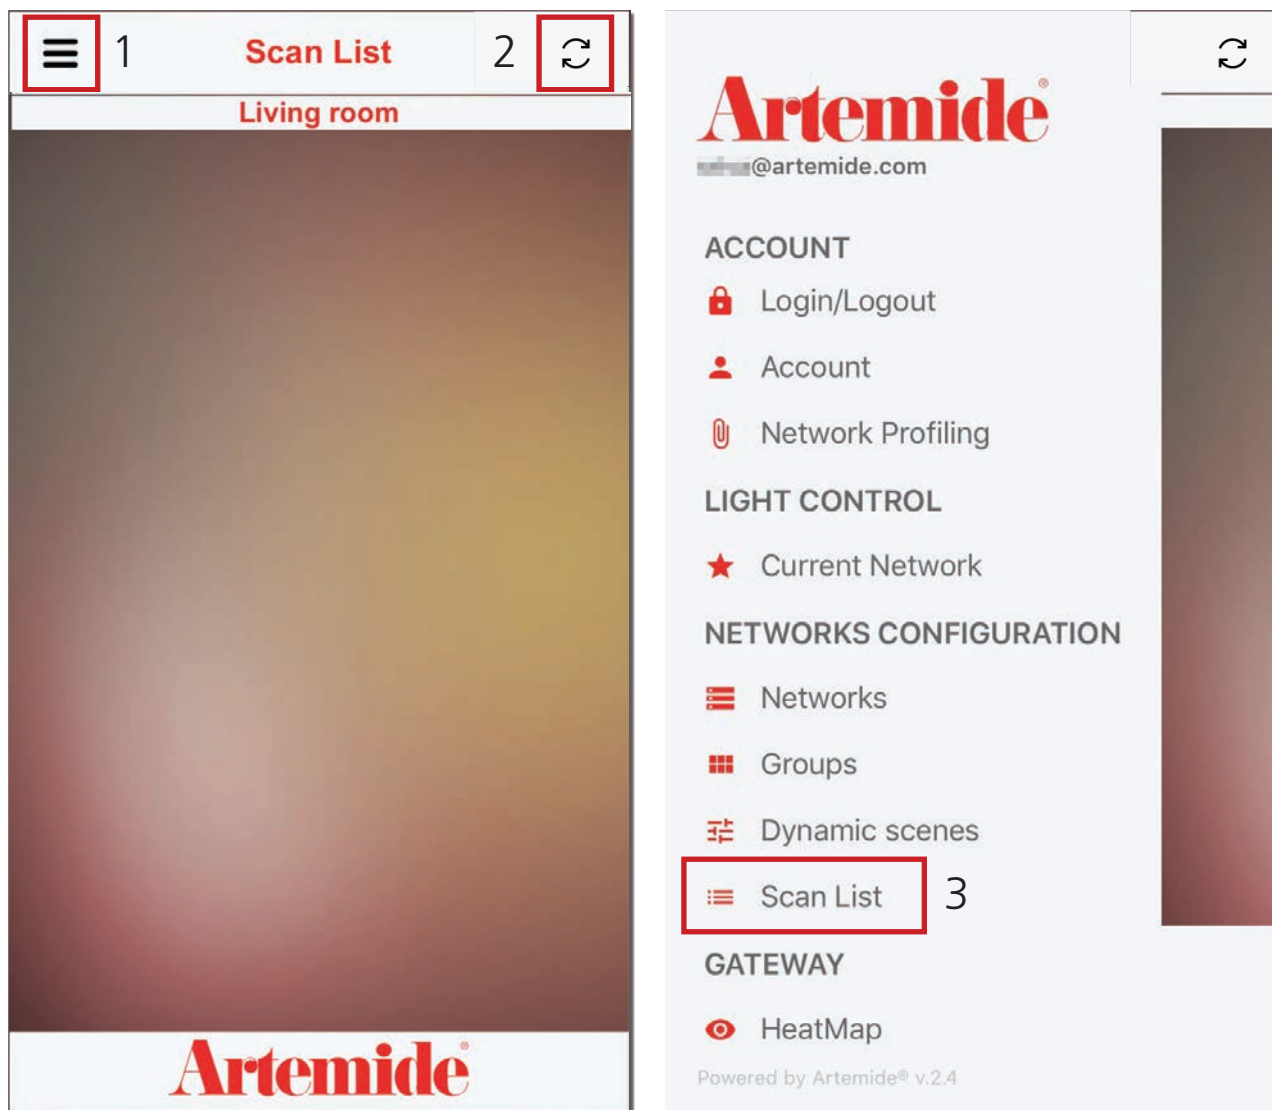 1
Scan List
2
Living room
Artemide®
Artemide®
@artemide.com
ACCOUNT
Login/Logout
Account
Network Profiling
LIGHT CONTROL
Current Network
NETWORKS CONFIGURATION
Networks
Groups
Dynamic scenes
Scan List
3
GATEWAY
HeatMap
Powered by Artemide® v.2.4